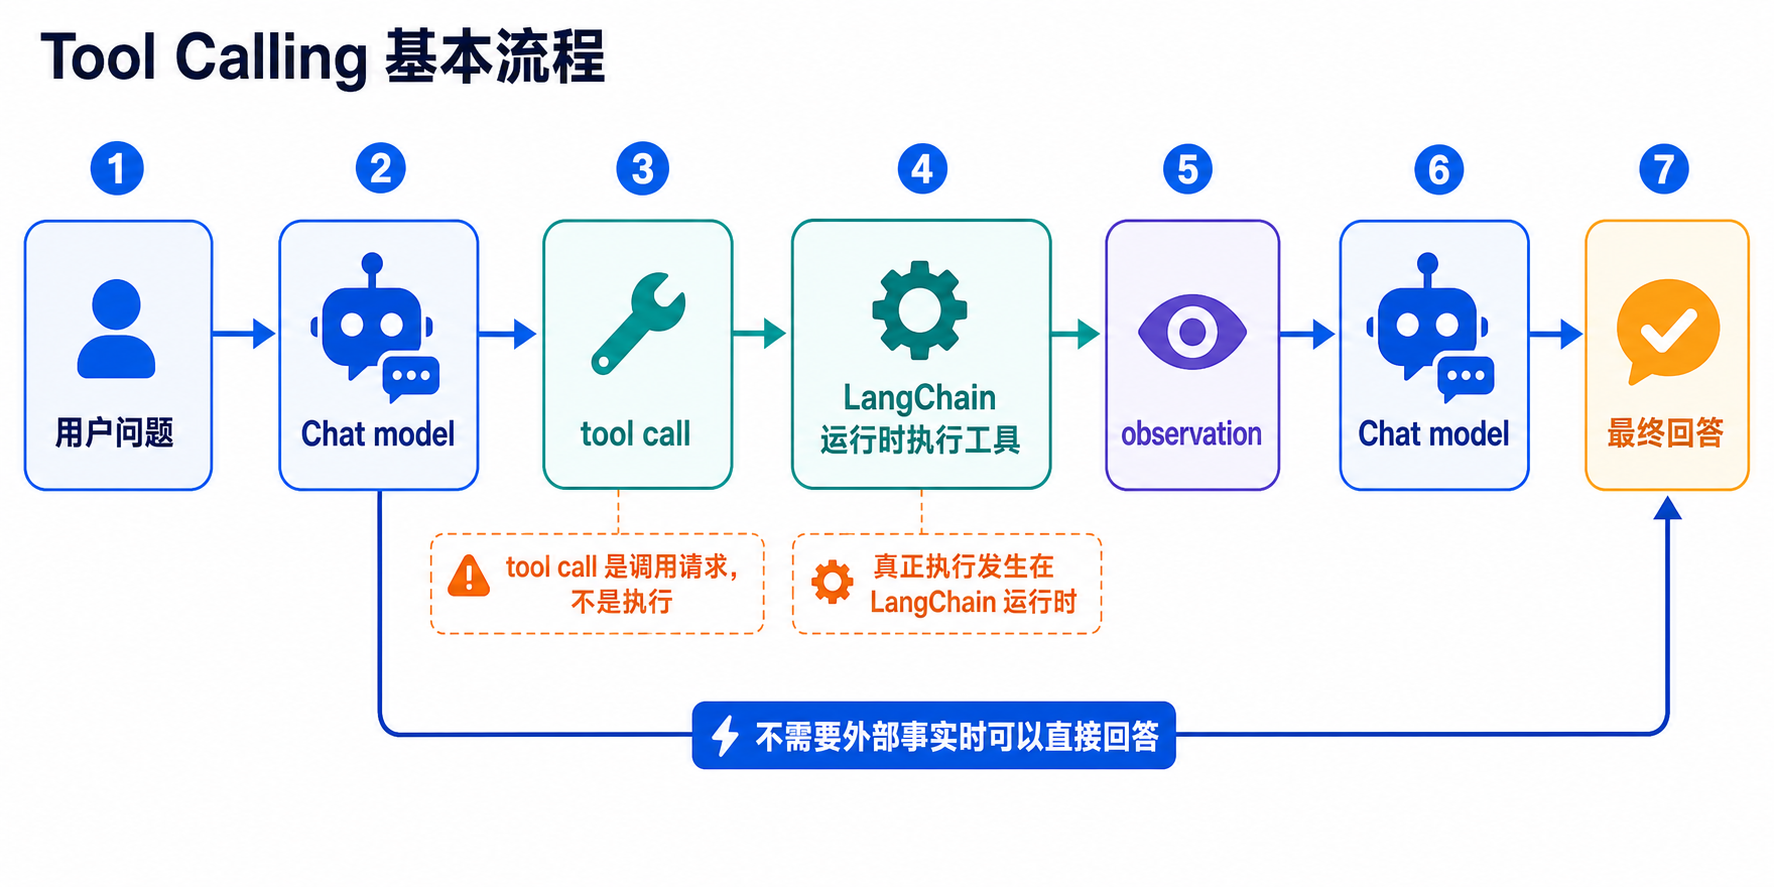 Tool Calling 基本流程
1
2
3
4
5
6
7
用户问题
Chat model
tool call
LangChain
运行时执行工具
observation
Chat model
最终回答
tool call 是调用请求，
不是执行
真正执行发生在
LangChain 运行时
不需要外部事实时可以直接回答